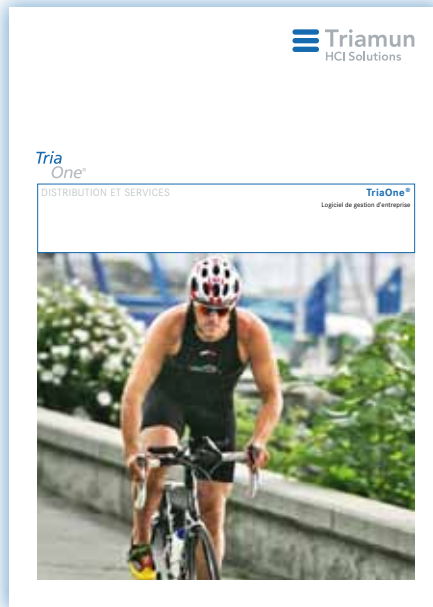 Triamun
HCI Solutions
Tria
One®
DISTRIBUTION ET SERVICES
TriaOne®
Logiciel de gestion d'entreprise